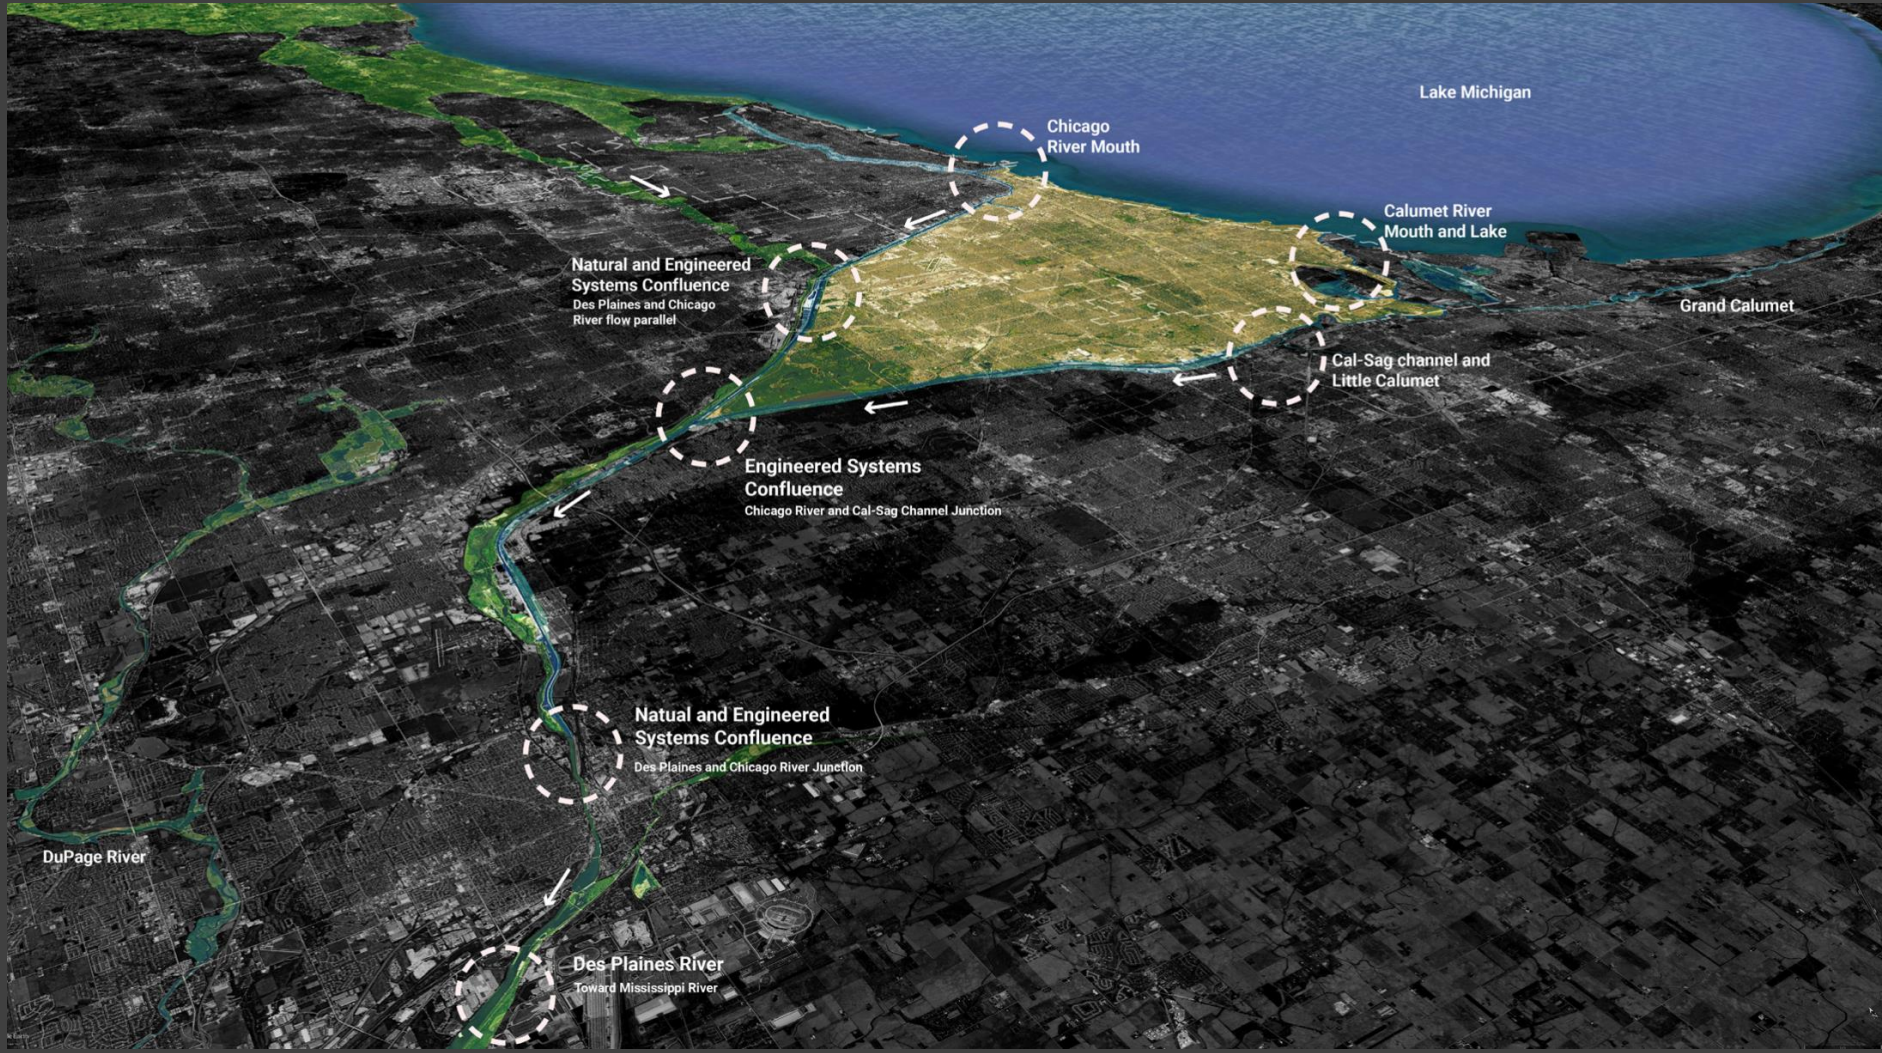 Lake Michigan
Chicago
River Mouth
Calumet River
Mouth and Lake
Natural and Engineered
Systems Confluence
Des Plaines and Chicago
River flow parallel
Grand Calumet
Cal-Sag channel and
Little Calumet
Engineered Systems
Confluence
Chicago River and Cal-Sag Channel Junction
Natual and Engineered
Systems Confluence
Des Plaines and Chicago River Junction
DuPage River
Des Plaines River
Toward Mississippi River